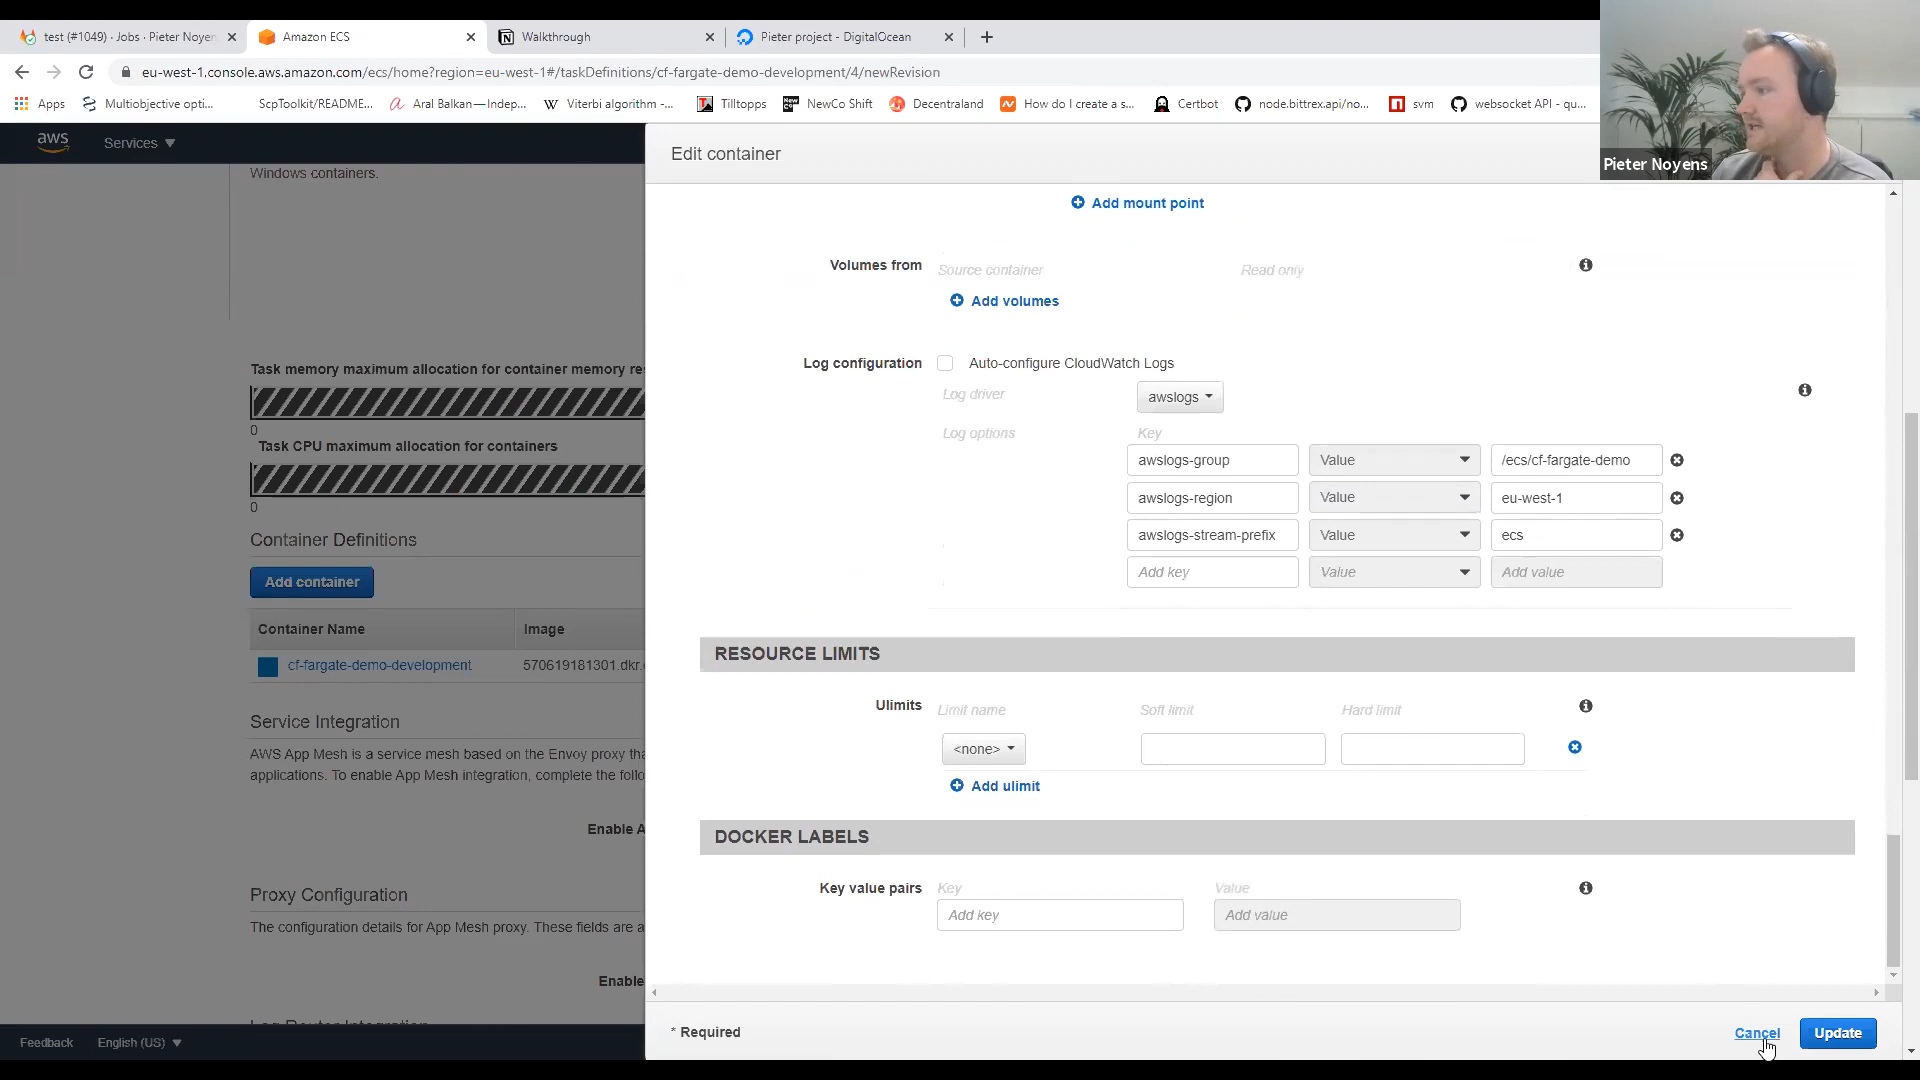 test (#1049) · Jobs · Pieter Noyen
Amazon ECS
Walkthrough
Pieter project - DigitalOcean
eu-west-1.console.aws.amazon.com/ecs/home?region=eu-west-1#/taskDefinitions/cf-fargate-demo-development/4/newRevision
Apps
Multiobjective opti...
ScpToolkit/README...
Aral Balkan — Indep...
W Viterbi algorithm -...
Tilltopps
NewCo Shift
Decentraland
How do I create a s...
Certbot
node.bittrex.api/no...
svm
websocket API - qu...
Pieter Noyens
aws
Services
Edit container
Windows containers.
Add mount point
Volumes from
Source container
Read only
Add volumes
Log configuration
Auto-configure CloudWatch Logs
Log driver
awslogs
Log options
Key
awslogs-group
Value
/ecs/cf-fargate-demo
awslogs-region
Value
eu-west-1
awslogs-stream-prefix
Value
ecs
Add key
Value
Add value
Task memory maximum allocation for container memory re
0
Task CPU maximum allocation for containers
0
Container Definitions
Add container
Container Name
Image
cf-fargate-demo-development
570619181301.dkr.
Service Integration
AWS App Mesh is a service mesh based on the Envoy proxy tha
applications. To enable App Mesh integration, complete the follo
Enable A
Proxy Configuration
The configuration details for App Mesh proxy. These fields are a
Enable
Log Router Integration
RESOURCE LIMITS
Ulimits
Limit name
Soft limit
Hard limit
<none>
Add ulimit
DOCKER LABELS
Key value pairs
Key
Value
Add key
Add value
* Required
Cancel
Update
Feedback
English (US)